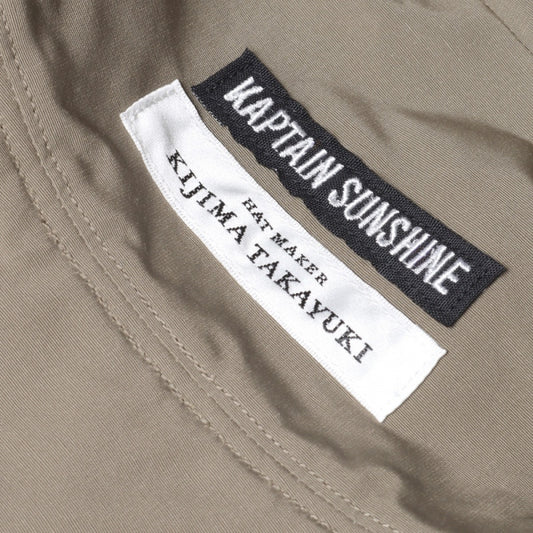 KAPTAIN SUNSHINE
HAT MAKER
KIJIMA TAKAYUKI